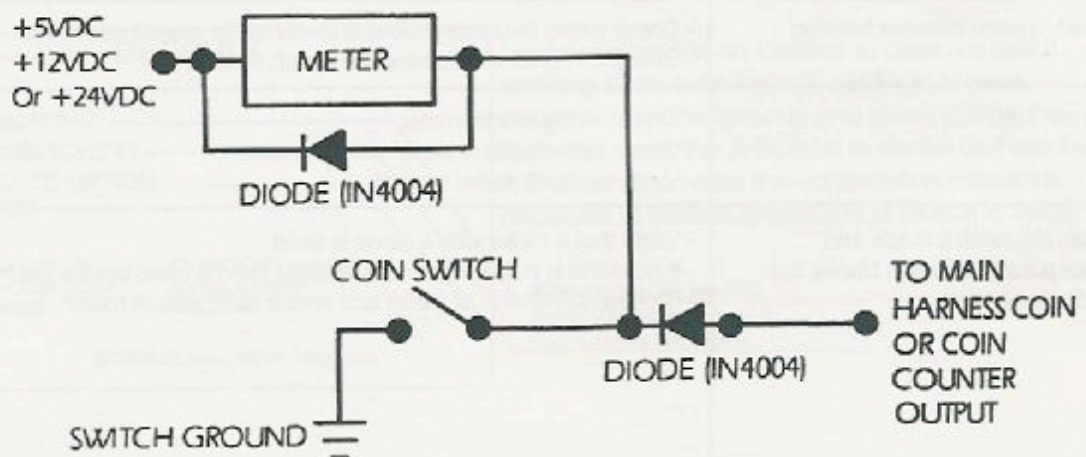 +5VDC
+12VDC
Or +24VDC
METER
DIODE (IN4004)
COIN SWITCH
TO MAIN
HARNESS COIN
OR COIN
COUNTER
OUTPUT
DIODE (IN4004)
SWITCH GROUND